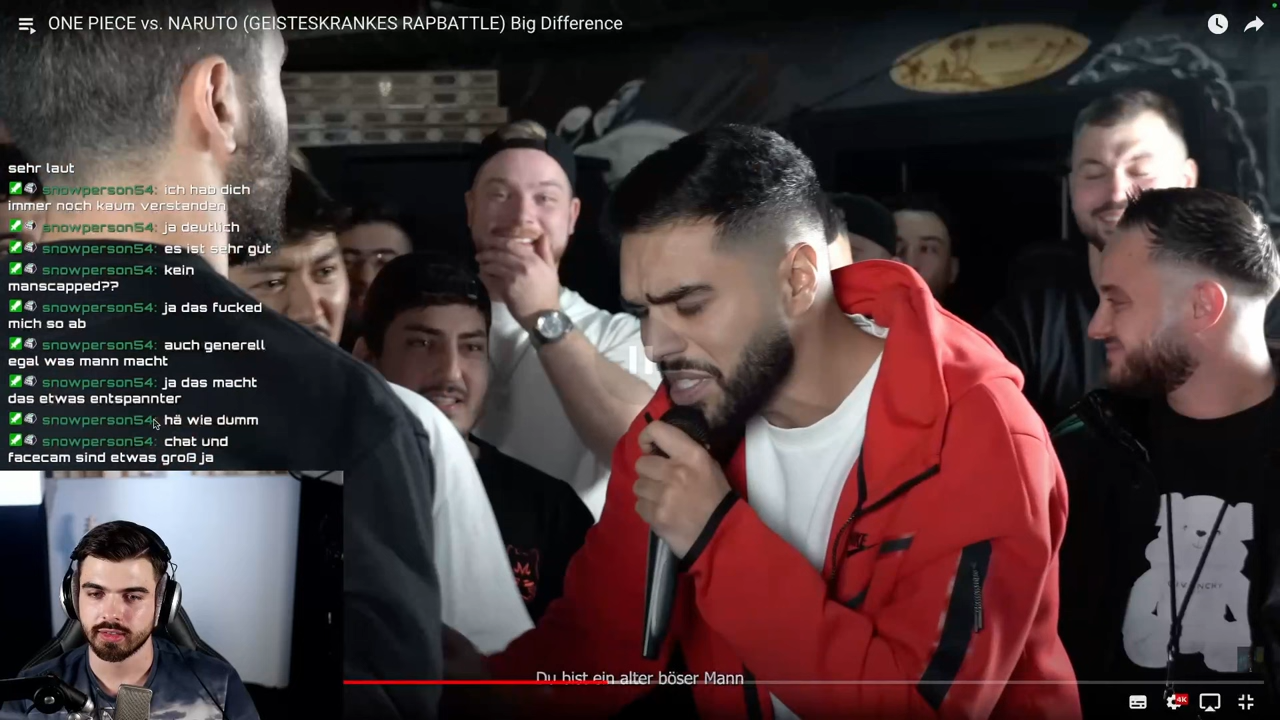 ONE PIECE vs. NARUTO (GEISTESKRANKES RAPBATTLE) Big Difference
sehr laut
snowperson54: ich hab dich
immer noch kaum verstanden
snowperson54: ja deutlich
snowperson54: es ist sehr gut
snowperson54: kein
manscapped??
snowperson54: ja das fucked
mich so ab
snowperson54: auch generell
egal was mann macht
snowperson54: ja das macht
das etwas entspannter
snowperson54: hä wie dumm
snowperson54: chat und
facecam sind etwas groß ja
GIVENCHY
Du bist ein alter böser Mann
4K